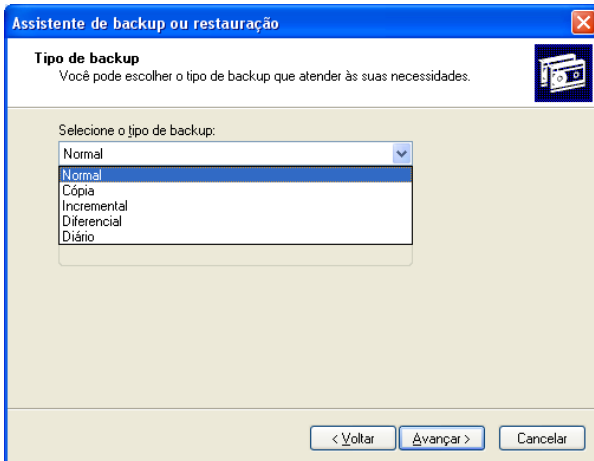 Assistente de backup ou restauração
Tipo de backup
Você pode escolher o tipo de backup que atender às suas necessidades.
Selecione o tipo de backup:
Normal
Normal
Cópia
Incremental
Diferencial
Diário
< Voltar
Avançar >
Cancelar